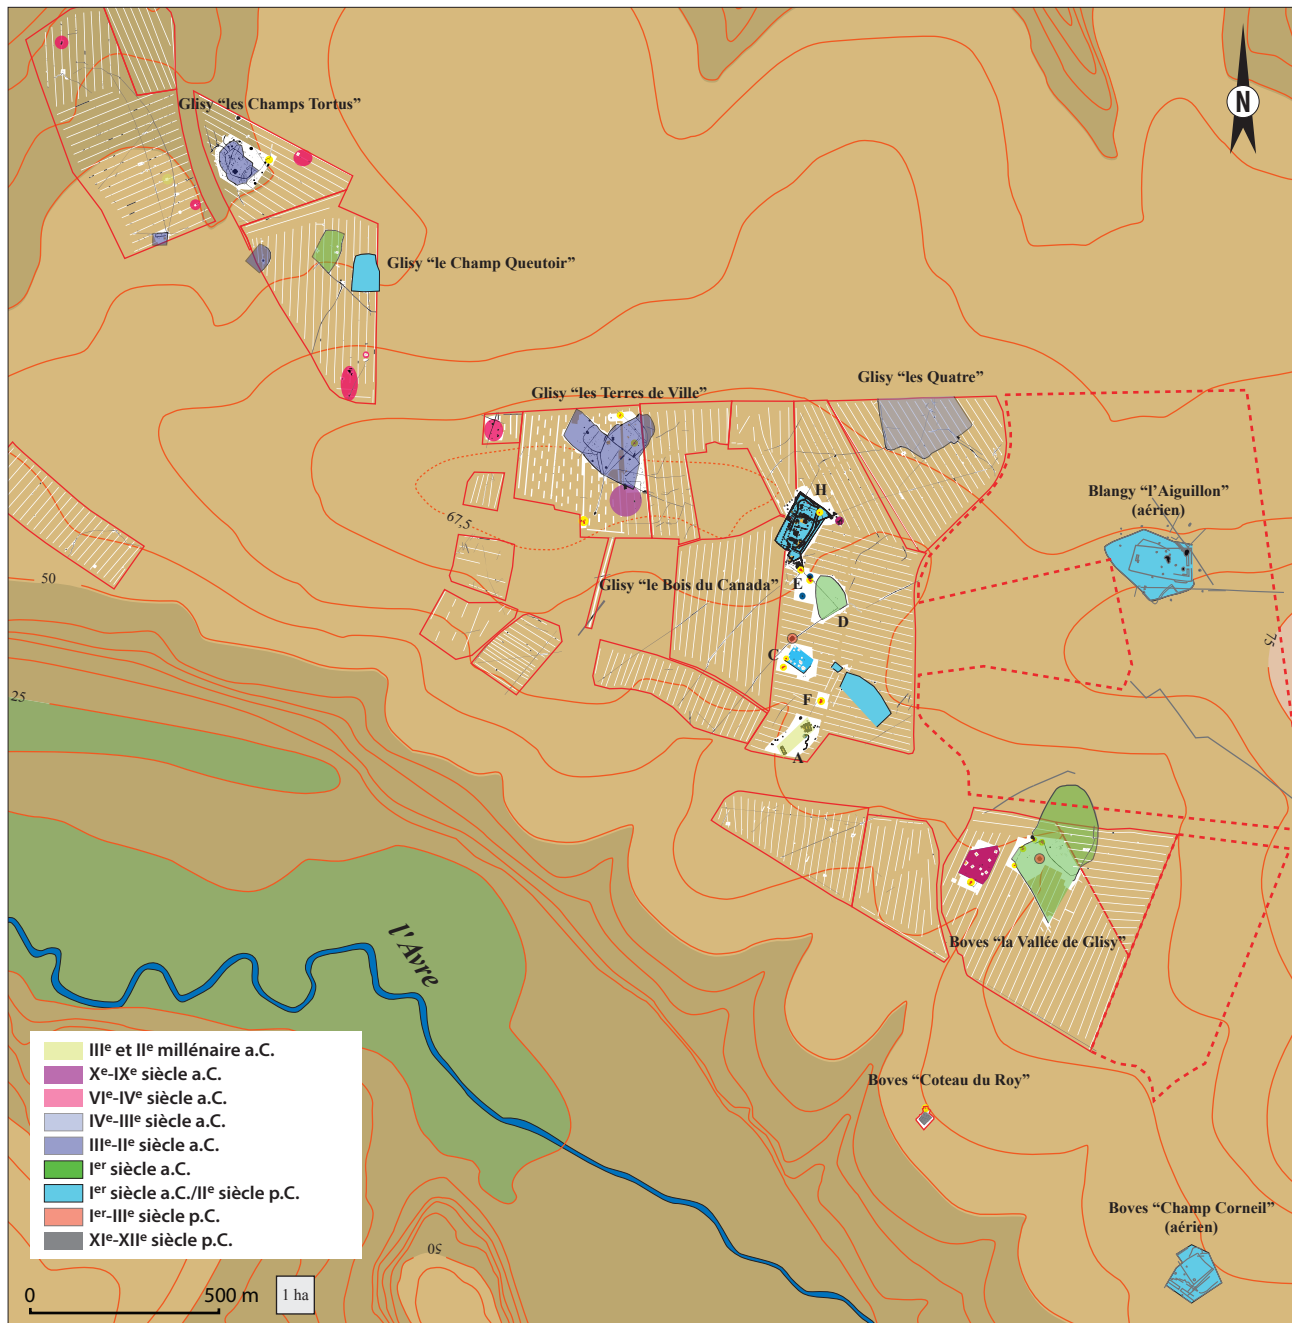 N
Glisy “les Champs Tortus”
Glisy “le Champ Queutoir”
Glisy “les Quatre”
Glisy “les Terres de Ville”
H
Blangy “l’Aiguillon”
(aérien)
67,5
50
Glisy “le Bois du Canada”
E
D
75
C
25
F
A
l'Avre
Boves “la Vallée de Glisy”
Boves “Coteau du Roy”
Boves “Champ Corneil”
(aérien)
50
IIIe et IIe millénaire a.C.
Xe-IXe siècle a.C.
VIe-IVe siècle a.C.
IVe-IIIe siècle a.C.
IIIe-IIe siècle a.C.
Ier siècle a.C.
Ier siècle a.C./IIe siècle p.C.
Ier-IIIe siècle p.C.
XIe-XIIe siècle p.C.
0 500 m 1 ha